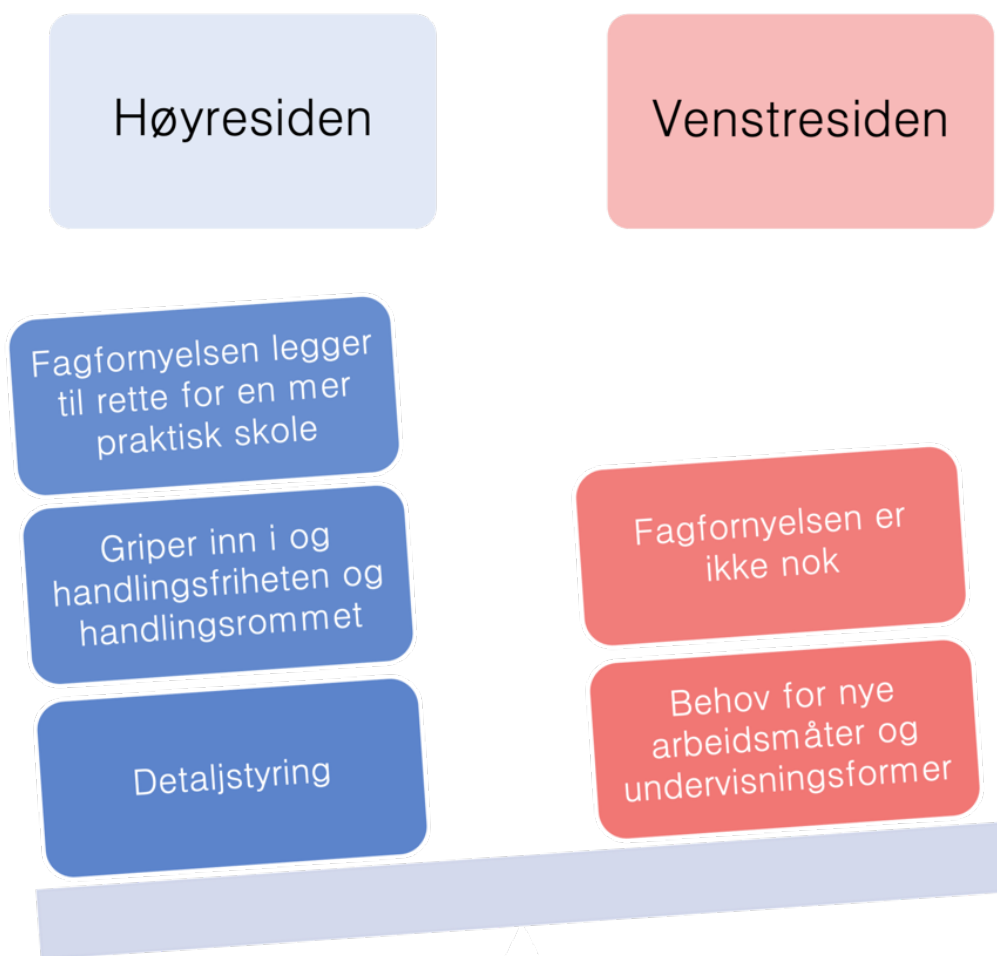 Høyresiden
Venstresiden
Fagfornyelsen legger
til rette for en mer
praktisk skole
Griper inn i og
handlingsfriheten og
handlingsrommet
Detaljstyring
Fagfornyelsen er
ikke nok
Behov for nye
arbeidsmåter og
undervisningsformer